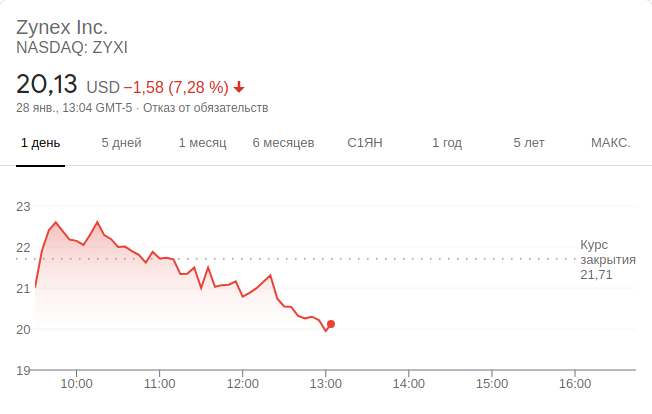 Zynex Inc.
NASDAQ: ZYXI
20,13 USD −1,58 (7,28 %)
28 янв., 13:04 GMT-5 · Отказ от обязательств
1 день 5 дней 1 месяц 6 месяцев С1ЯН 1 год 5 лет МАКС.
23
22
21
20
19
Курс
закрытия
21,71
10:00 11:00 12:00 13:00 14:00 15:00 16:00